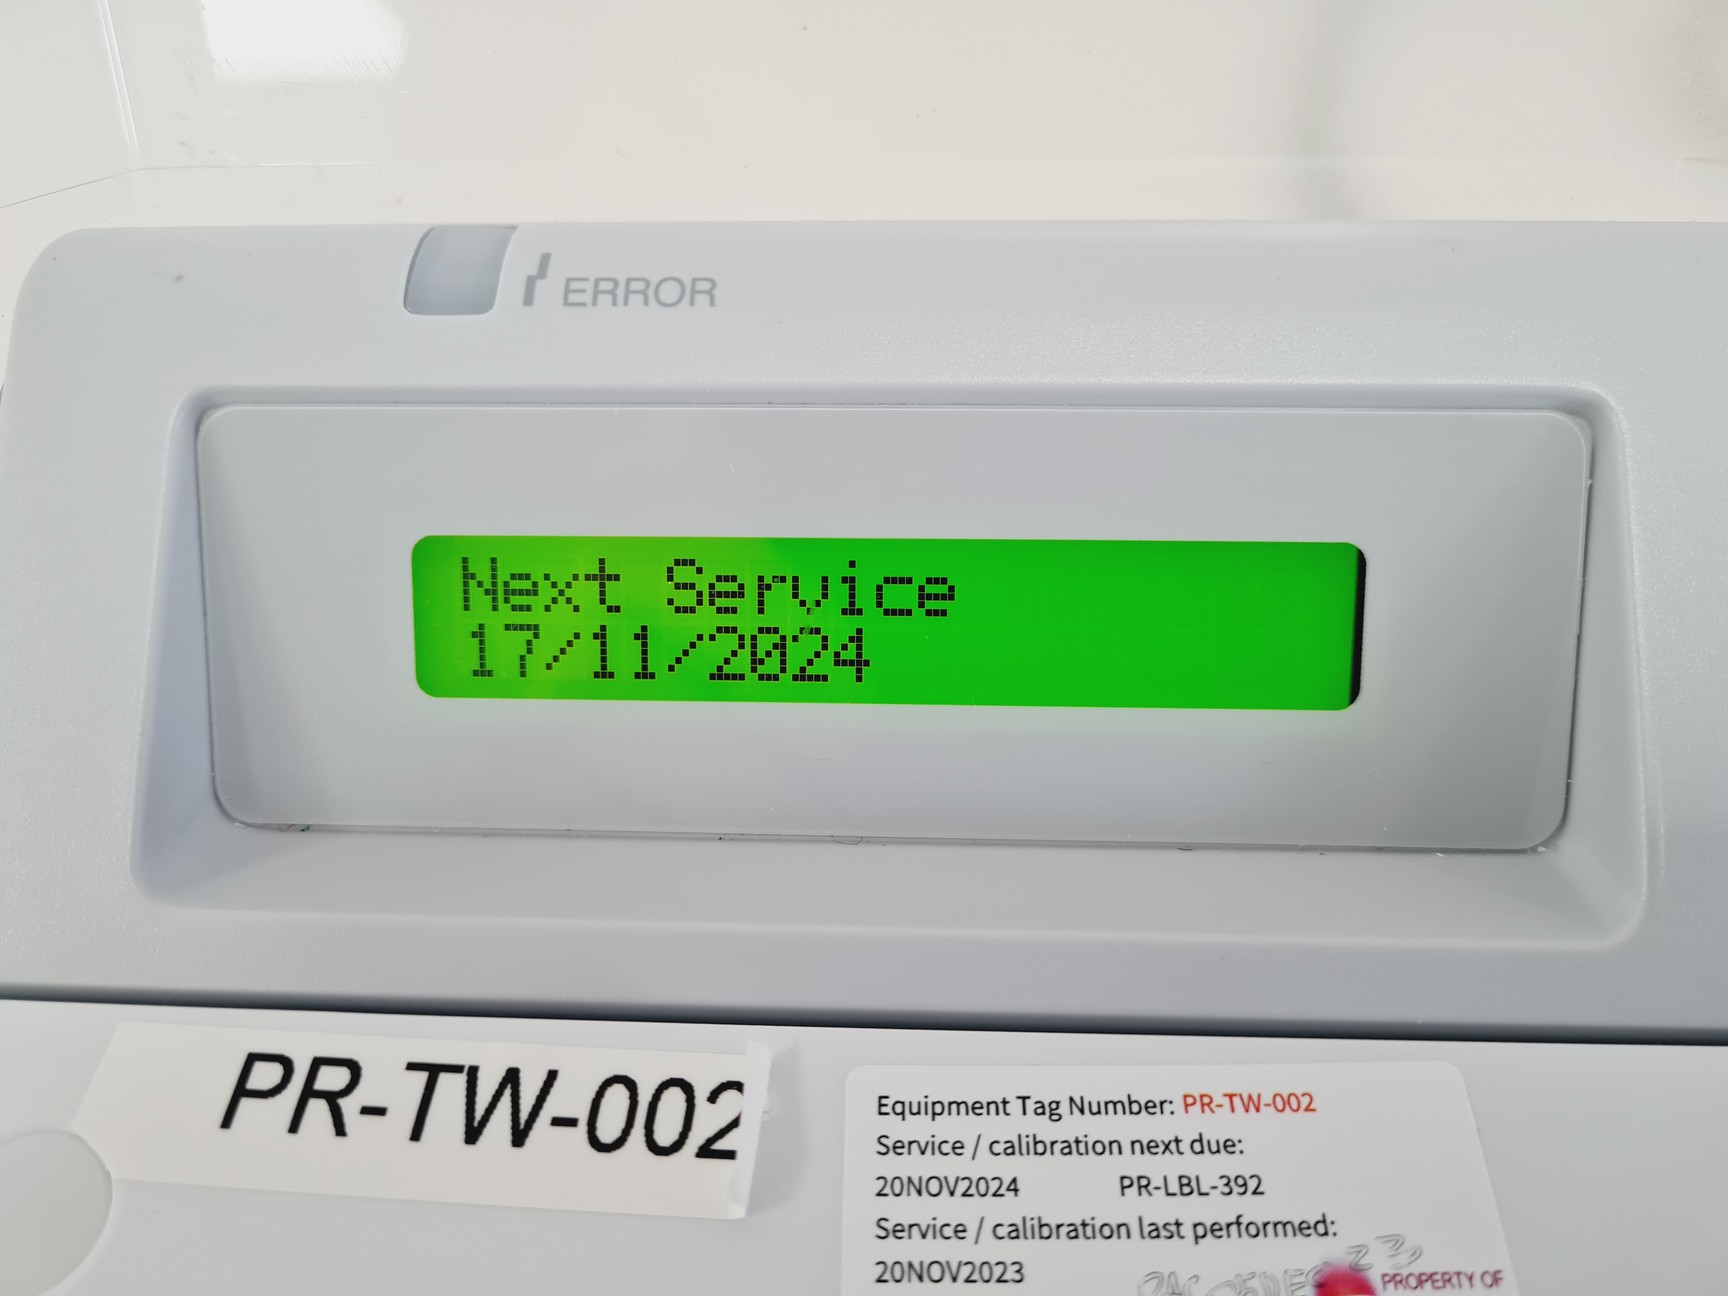 ERROR
Next Service
17/11/2024
PR-TW-002
Equipment Tag Number: PR-TW-002
Service / calibration next due:
20NOV2024 PR-LBL-392
Service / calibration last performed:
20NOV2023
PROPERTY OF